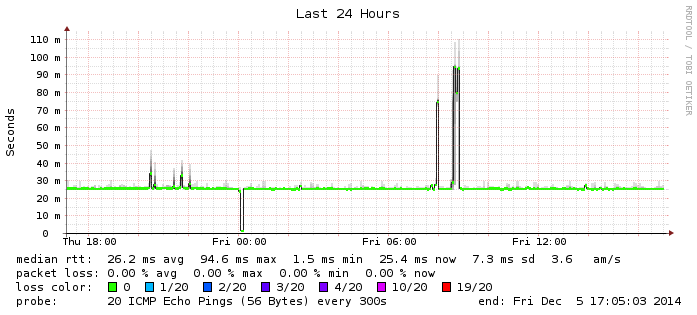 Last 24 Hours
RRDTOOL / TOBI OETIKER
Seconds
110 m
100 m
90 m
80 m
70 m
60 m
50 m
40 m
30 m
20 m
10 m
0
Thu 18:00 Fri 00:00 Fri 06:00 Fri 12:00
median rtt: 26.2 ms avg 94.6 ms max 1.5 ms min 25.4 ms now 7.3 ms sd 3.6 am/s
packet loss: 0.00 % avg 0.00 % max 0.00 % min 0.00 % now
loss color: 0 1/20 2/20 3/20 4/20 10/20 19/20
probe: 20 ICMP Echo Pings (56 Bytes) every 300s end: Fri Dec 5 17:05:03 2014